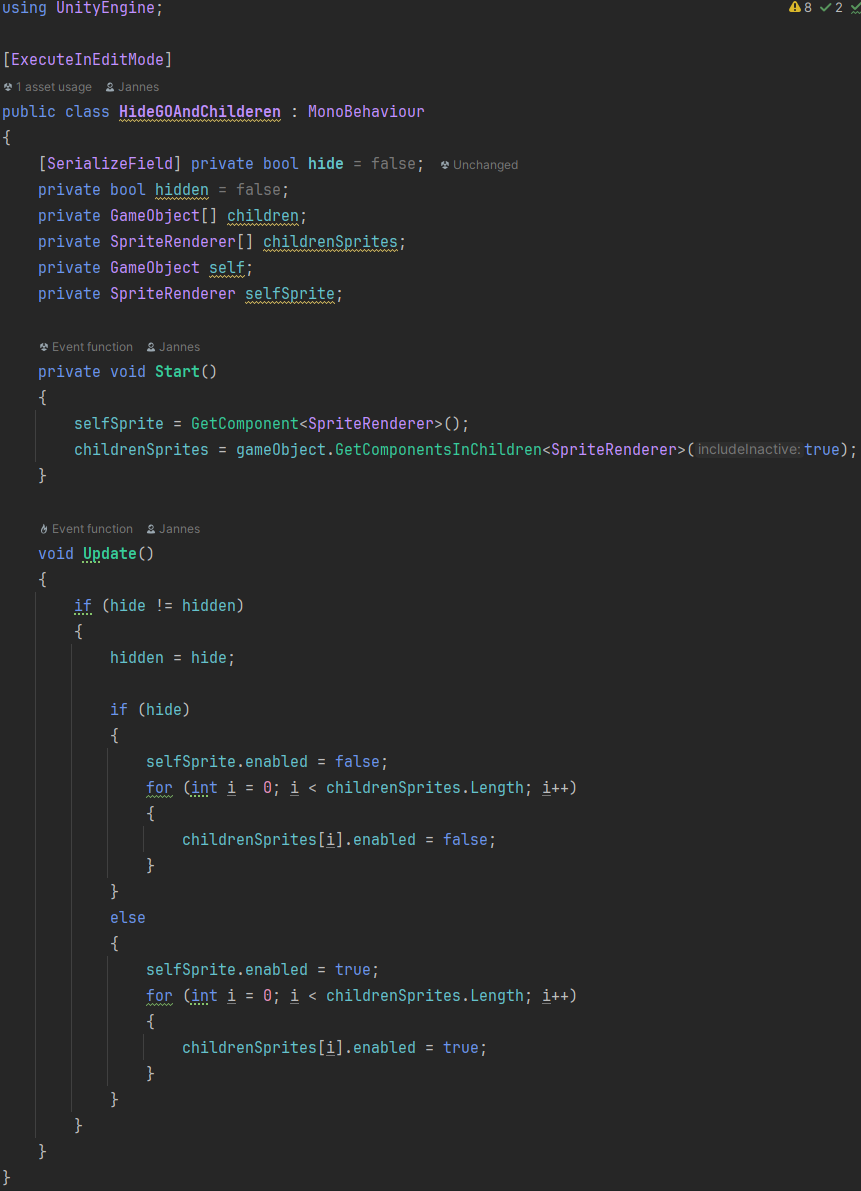 using UnityEngine;
8 2
[ExecuteInEditMode]
1 asset usage Jannes
public class HideGOAndChilderen : MonoBehaviour
{
[SerializeField] private bool hide = false; Unchanged
private bool hidden = false;
private GameObject[] children;
private SpriteRenderer[] childrenSprites;
private GameObject self;
private SpriteRenderer selfSprite;
Event function Jannes
private void Start()
{
selfSprite = GetComponent<SpriteRenderer>();
childrenSprites = gameObject.GetComponentsInChildren<SpriteRenderer>(includeInactive:true);
}
Event function Jannes
void Update()
{
if (hide != hidden)
{
hidden = hide;
if (hide)
{
selfSprite.enabled = false;
for (int i = 0; i < childrenSprites.Length; i++)
{
childrenSprites[i].enabled = false;
}
}
else
{
selfSprite.enabled = true;
for (int i = 0; i < childrenSprites.Length; i++)
{
childrenSprites[i].enabled = true;
}
}
}
}
}